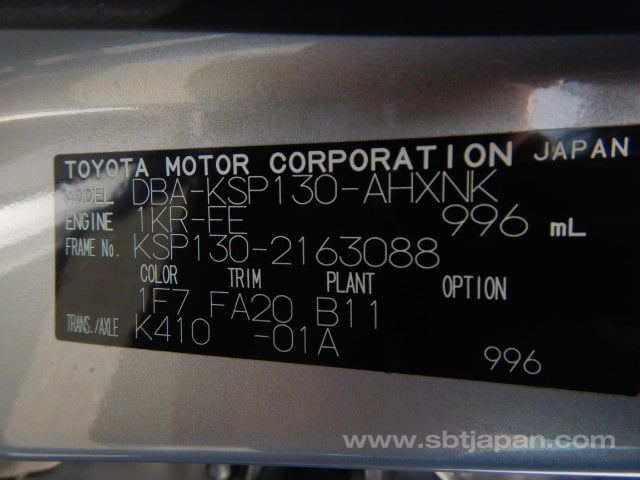 TOYOTA MOTOR CORPORATION JAPAN
MODEL DBA-KSP130-AHXNK
ENGINE 1KR-FE 996 mL
FRAME No. KSP130-2163088
COLOR TRIM PLANT OPTION
1F7 FA20 B11
TRANS./AXLE K410 -01A
996
www.sbtjapan.com